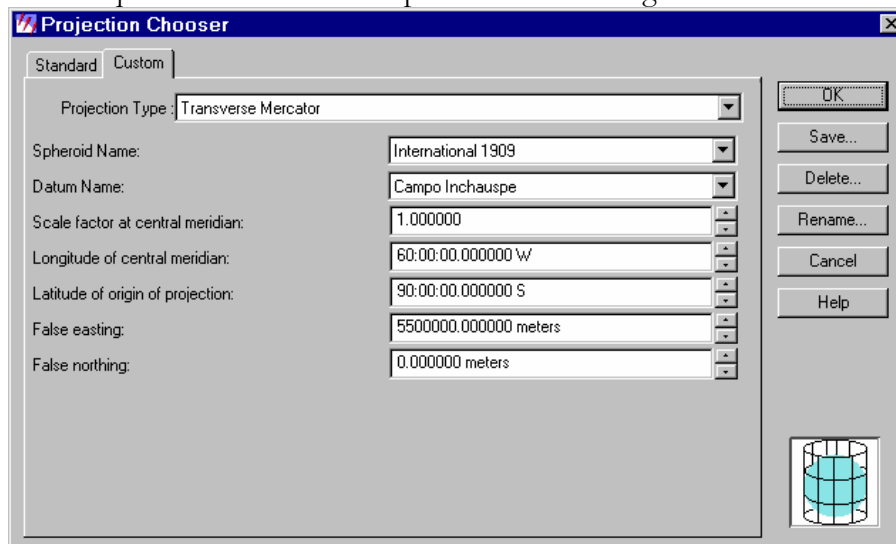 Projection Chooser
Standard Custom
Projection Type : Transverse Mercator
Spheroid Name: International 1909
Datum Name: Campo Inchauspe
Scale factor at central meridian: 1.000000
Longitude of central meridian: 60:00:00.000000 W
Latitude of origin of projection: 90:00:00.000000 S
False easting: 5500000.000000 meters
False northing: 0.000000 meters
OK
Save...
Delete...
Rename...
Cancel
Help